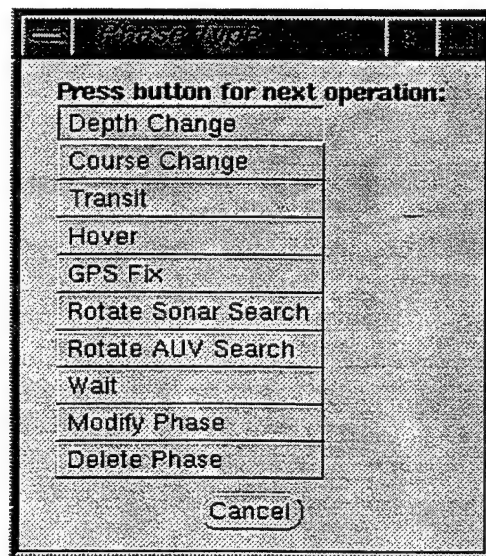 Phase Type
Press button for next operation:
Depth Change
Course Change
Transit
Hover
GPS Fix
Rotate Sonar Search
Rotate AUV Search
Wait
Modify Phase
Delete Phase
Cancel